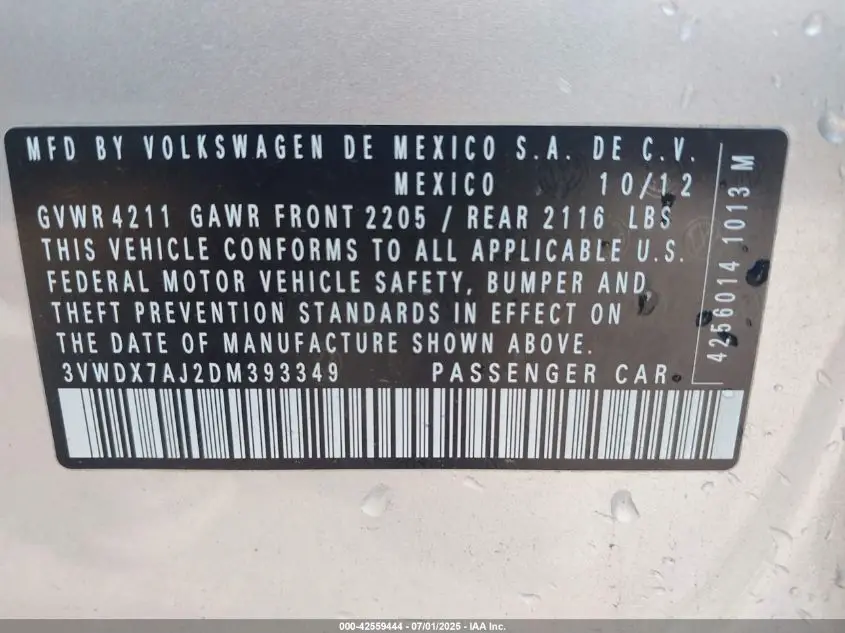 MFD BY VOLKSWAGEN DE MEXICO S.A. DE C.V.
MEXICO 10/12
GVWR 4211 GAWR FRONT 2205 / REAR 2116 LBS
THIS VEHICLE CONFORMS TO ALL APPLICABLE U.S.
FEDERAL MOTOR VEHICLE SAFETY, BUMPER AND
THEFT PREVENTION STANDARDS IN EFFECT ON
THE DATE OF MANUFACTURE SHOWN ABOVE.
3VWDX7AJ2DM393349 PASSENGER CAR
4256014 1013 M
000-42559444 - 07/01/2025 - IAA Inc.